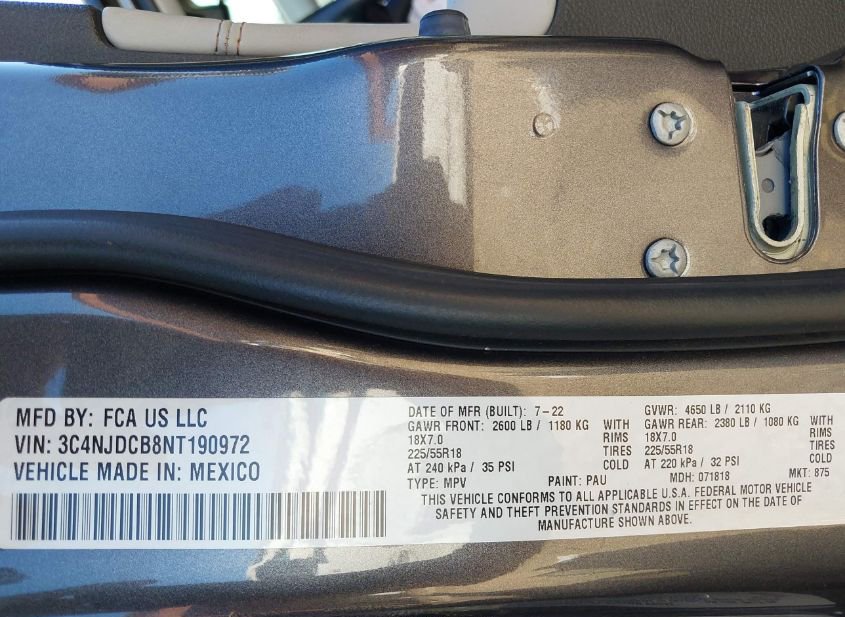 MFD BY: FCA US LLC
VIN: 3C4NJDCB8NT190972
VEHICLE MADE IN: MEXICO
DATE OF MFR (BUILT): 7-22
GVWR: 4650 LB / 2110 KG
GAWR FRONT: 2600 LB / 1180 KG WITH
GAWR REAR: 2380 LB / 1080 KG WITH
18X7.0 RIMS
18X7.0 RIMS
225/55R18 TIRES
225/55R18 TIRES
AT 240 kPa / 35 PSI COLD
AT 220 kPa / 32 PSI COLD
TYPE: MPV PAINT: PAU MDH: 071818 MKT: 875
THIS VEHICLE CONFORMS TO ALL APPLICABLE U.S.A. FEDERAL MOTOR VEHICLE
SAFETY AND THEFT PREVENTION STANDARDS IN EFFECT ON THE DATE OF
MANUFACTURE SHOWN ABOVE.